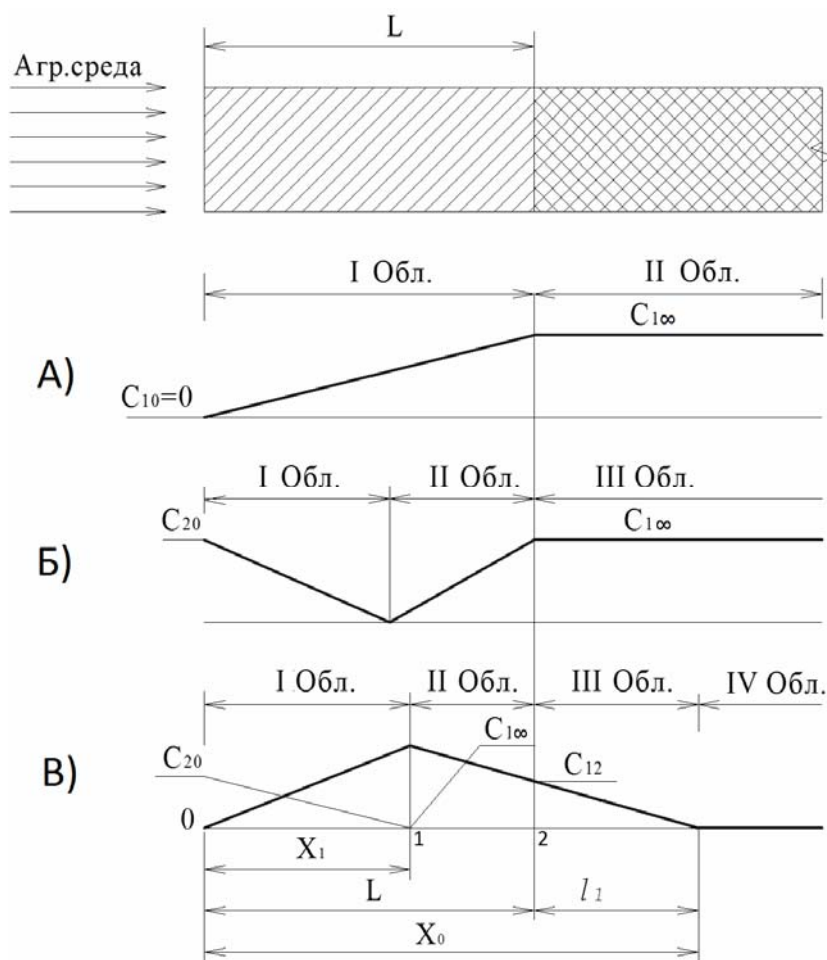 L
Агр.среда
I Обл. II Обл.
C1∞
А)
C10=0
I Обл. II Обл. III Обл.
C20 C1∞
Б)
I Обл. II Обл. III Обл. IV Обл.
C1∞
C20 C12
В)
0
1 2
X1
L l1
X0